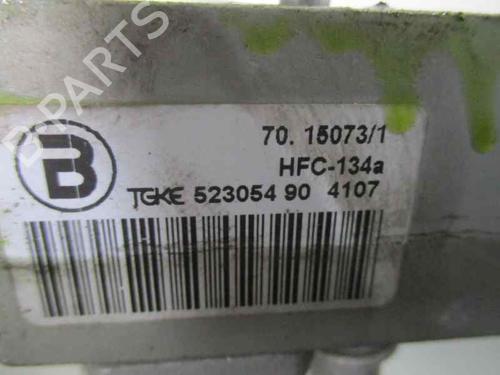 B-PARTS
B
70. 15073/1
HFC-134a
TGKE 523054 90 4107